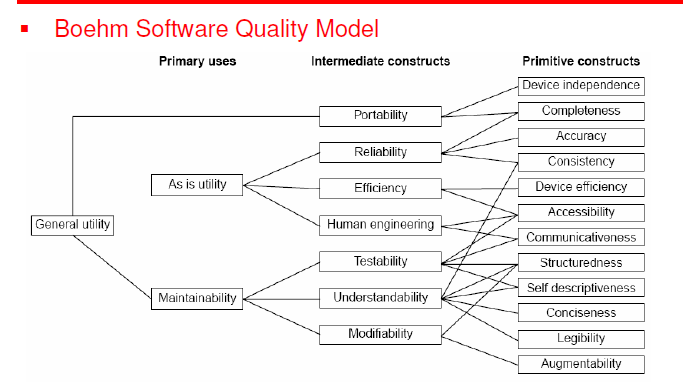 Boehm Software Quality Model
Primary uses
Intermediate constructs
Primitive constructs
Device independence
Completeness
Portability
Accuracy
Reliability
Consistency
As is utility
Efficiency
Device efficiency
Accessibility
General utility
Human engineering
Communicativeness
Testability
Structuredness
Self descriptiveness
Maintainability
Understandability
Conciseness
Modifiability
Legibility
Augmentability